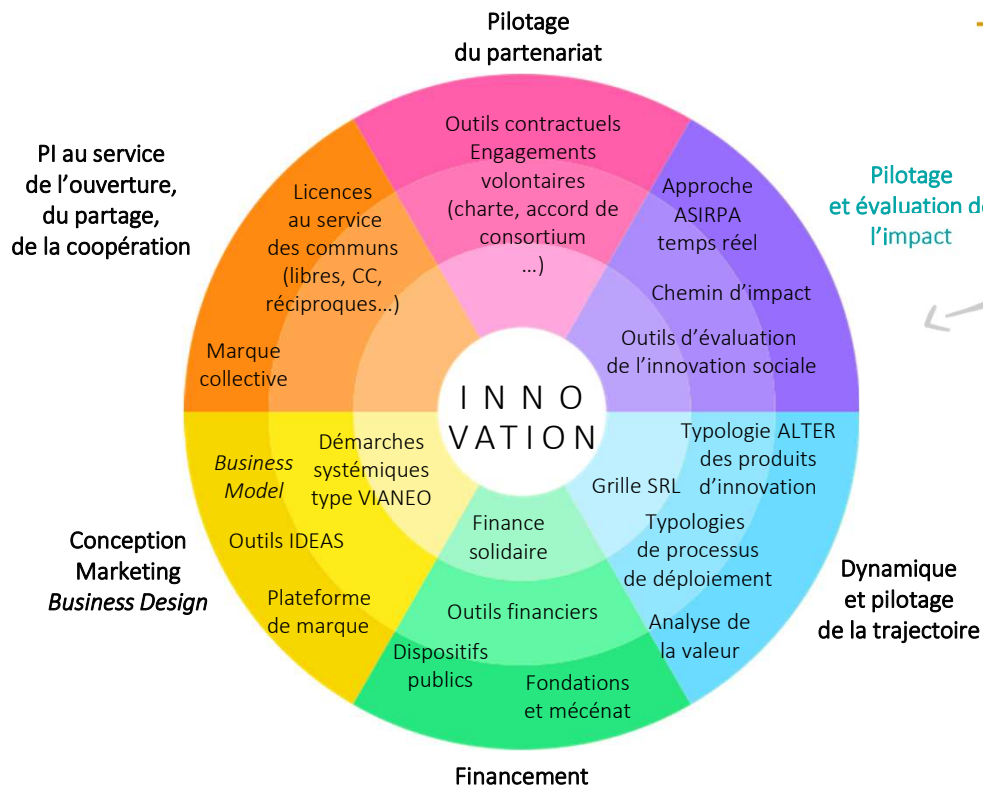 Pilotage
du partenariat
PI au service
de l'ouverture,
du partage,
de la coopération
Outils contractuels
Engagements
volontaires
(charte, accord de
consortium
...)
Licences
au service
des communs
(libres, CC,
réciproques...)
Marque
collective
Approche
ASIRPA
temps réel
Chemin d'impact
Outils d'évaluation
de l'innovation sociale
Pilotage
et évaluation de
l'impact
INNO
VATION
Business
Model
Démarches
systémiques
type VIANEO
Outils IDEAS
Plateforme
de marque
Conception
Marketing
Business Design
Finance
solidaire
Outils financiers
Dispositifs
publics
Fondations
et mécénat
Financement
Typologie ALTER
des produits
d'innovation
Grille SRL
Typologies
de processus
de déploiement
Analyse de
la valeur
Dynamique
et pilotage
de la trajectoire